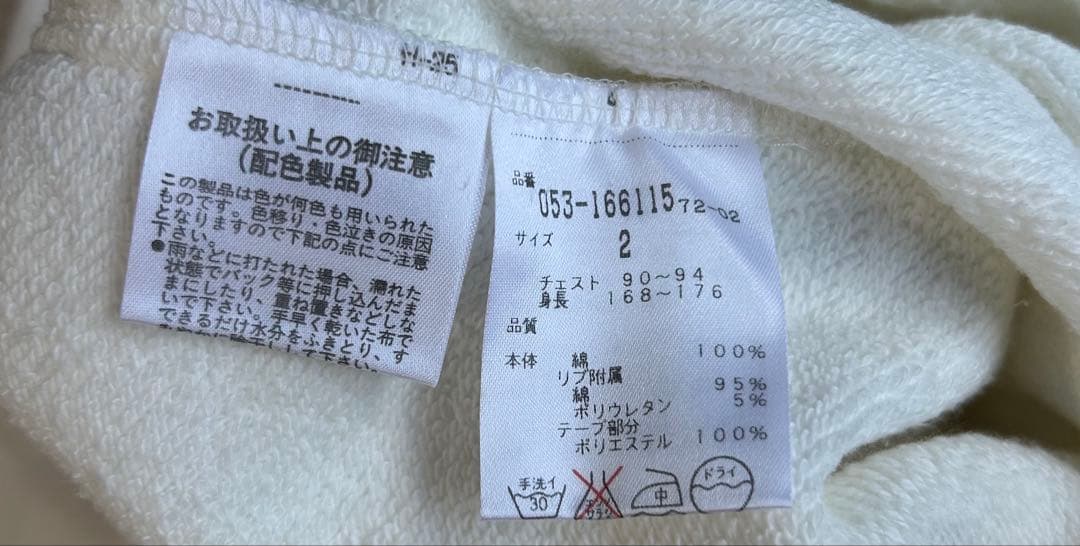 お取扱い上の御注意
(配色製品)
この製品は色が何色も用いられた
ものです。色移り・色泣きの原因
となりますので下記の点にご注意
下さい。
●雨などに打たれた場合、濡れた
状態でバック等に押し込んだま
まにしたり、重ね置きなどしな
いで下さい。手早く乾いた布で
できるだけ水分をふきとり、す
品番
053-166115 72-02
サイズ 2
チェスト 90~94
身長 168~176
品質
本体 綿 100%
リブ附属
綿 95%
ポリウレタン 5%
テープ部分
ポリエステル 100%
手洗イ
30
中
ドライ